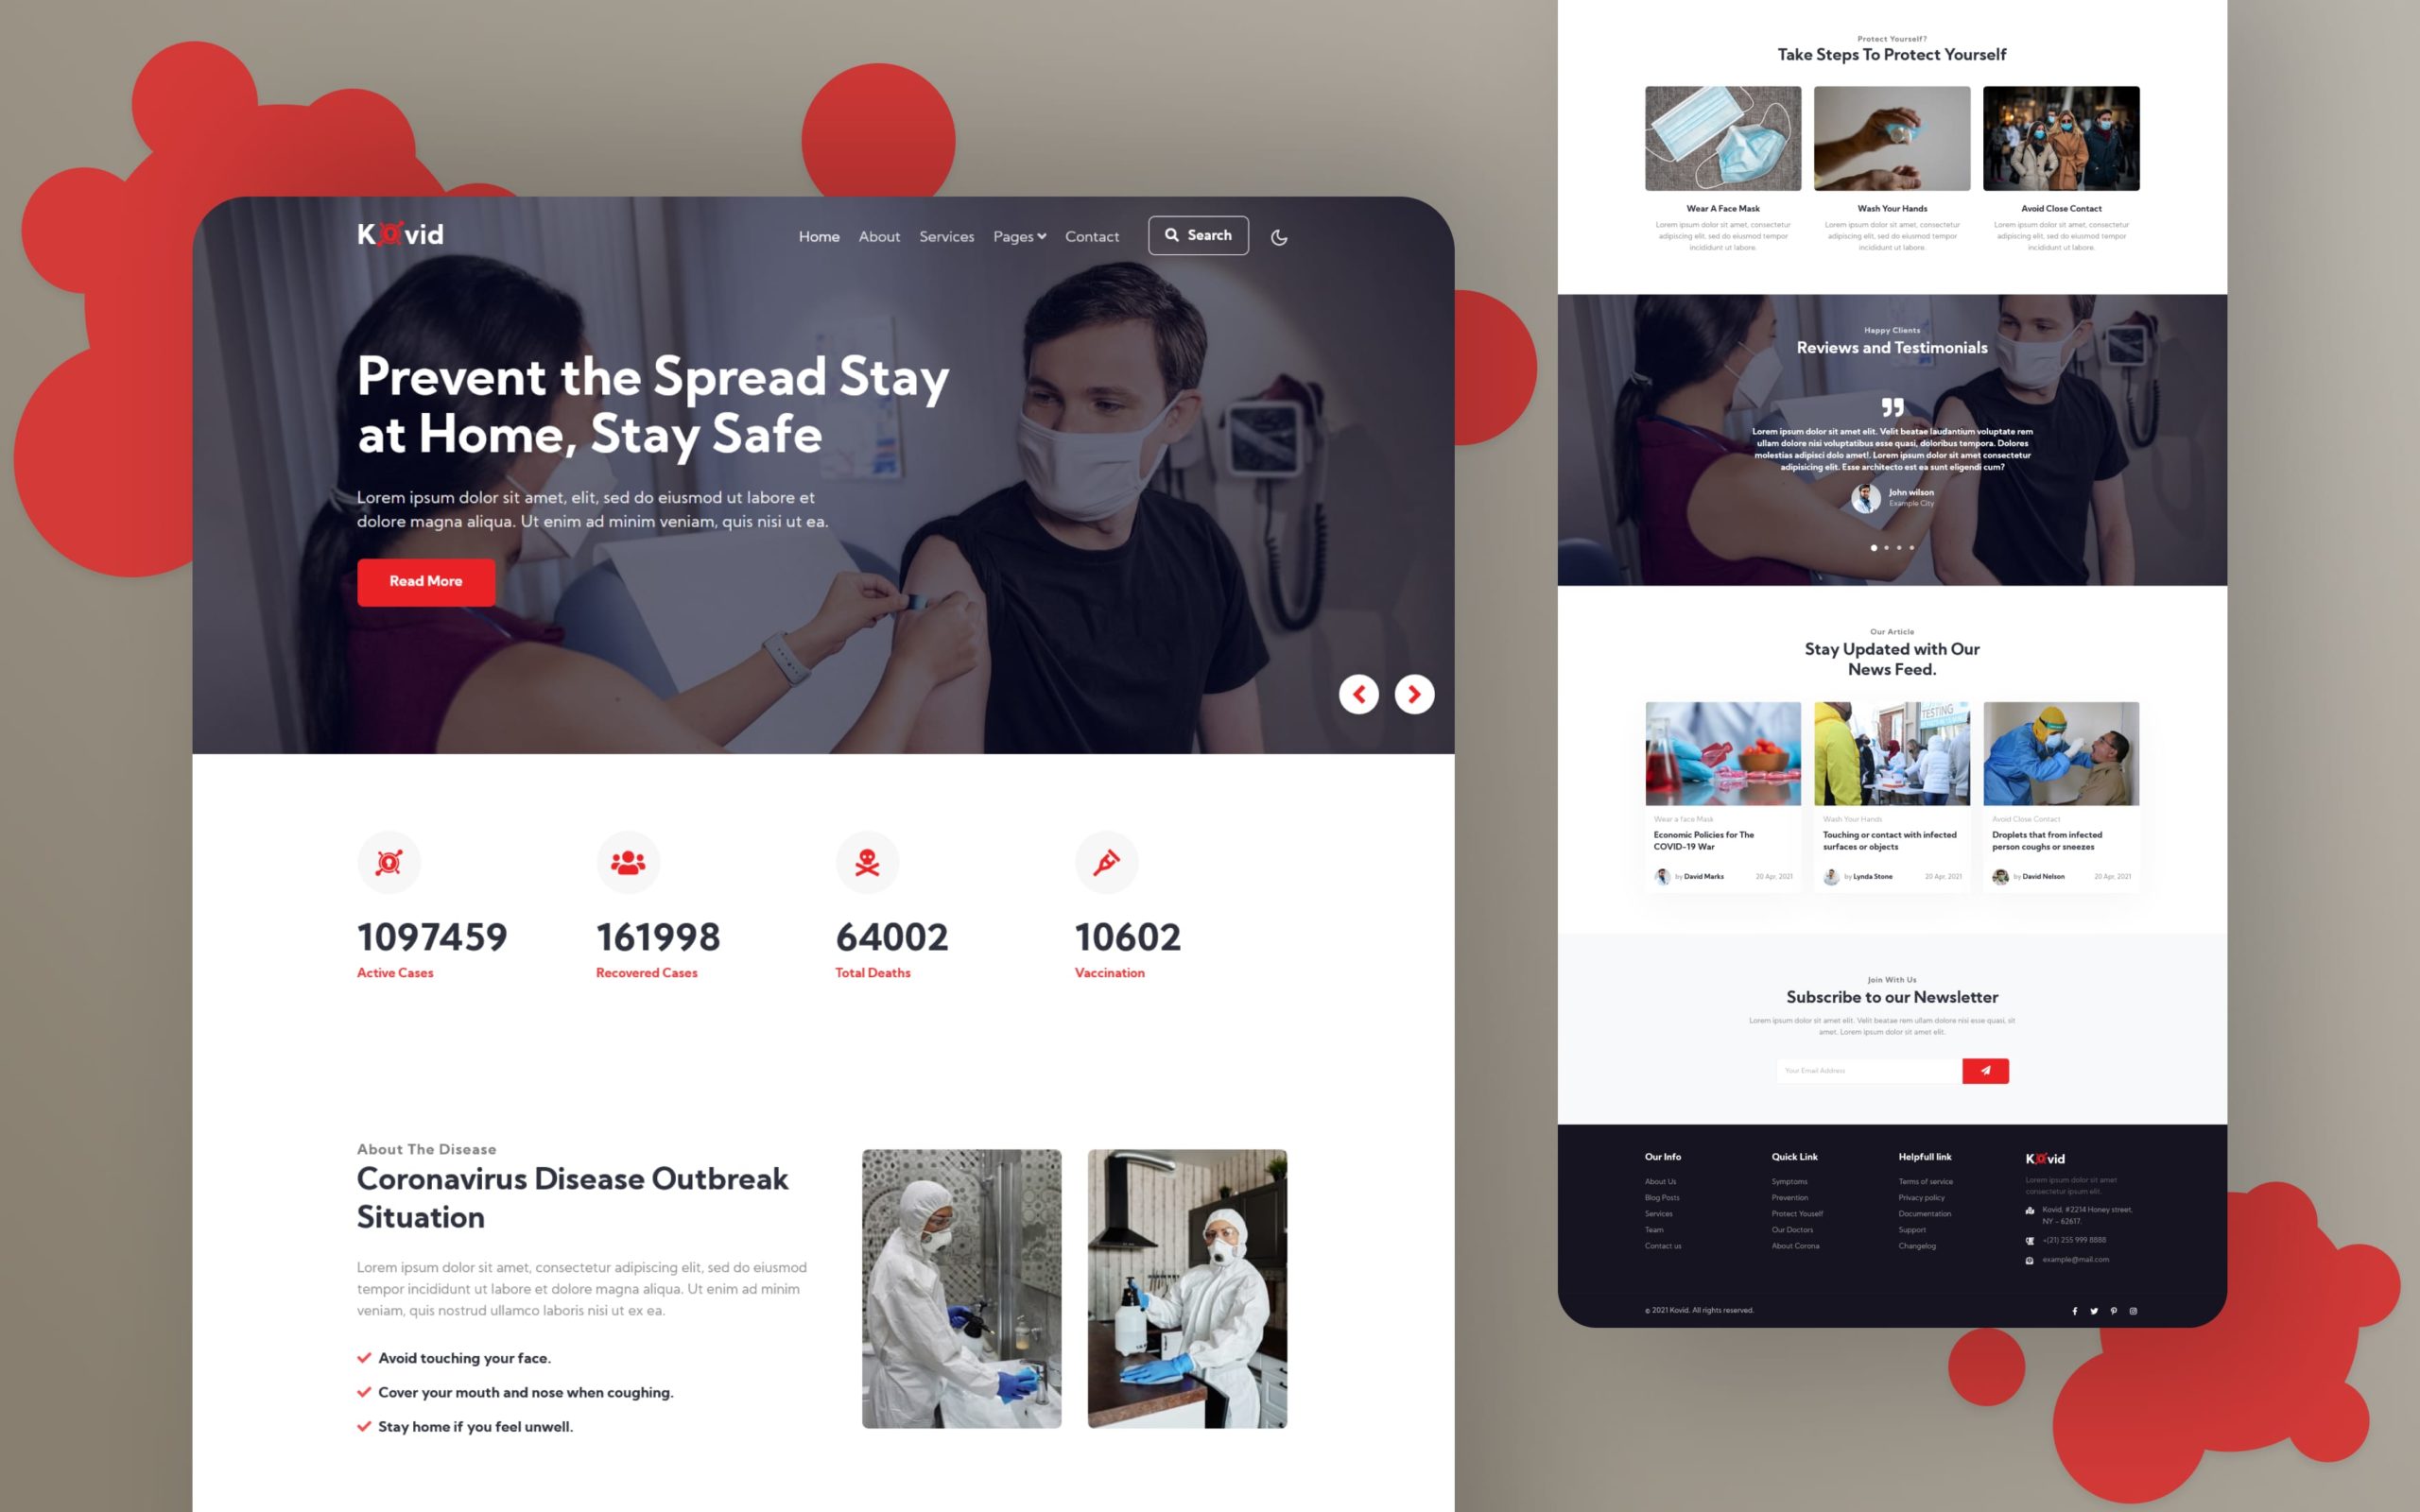 Kovid
Home About Services Pages Contact Search
Prevent the Spread Stay
at Home, Stay Safe
Lorem ipsum dolor sit amet, elit, sed do eiusmod ut labore et
dolore magna aliqua. Ut enim ad minim veniam, quis nisi ut ea.
Read More
1097459
Active Cases
161998
Recovered Cases
64002
Total Deaths
10602
Vaccination
About The Disease
Coronavirus Disease Outbreak
Situation
Lorem ipsum dolor sit amet, consectetur adipiscing elit, sed do eiusmod
tempor incididunt ut labore et dolore magna aliqua. Ut enim ad minim
veniam, quis nostrud ullamco laboris nisi ut ex ea.
Avoid touching your face.
Cover your mouth and nose when coughing.
Stay home if you feel unwell.
Protect Yourself?
Take Steps To Protect Yourself
Wear A Face Mask
Lorem ipsum dolor sit amet, consectetur
adipiscing elit, sed do eiusmod tempor
incididunt ut labore.
Wash Your Hands
Lorem ipsum dolor sit amet, consectetur
adipiscing elit, sed do eiusmod tempor
incididunt ut labore.
Avoid Close Contact
Lorem ipsum dolor sit amet, consectetur
adipiscing elit, sed do eiusmod tempor
incididunt ut labore.
Happy Clients
Reviews and Testimonials
Lorem ipsum dolor sit amet elit. Velit beatae laudantium voluptate rem
ullam dolore nisi voluptatibus esse quasi, doloribus tempora. Dolores
molestias adipisci dolo amet!. Lorem ipsum dolor sit amet consectetur
adipisicing elit. Esse architecto est ea sunt eligendi cum?
John wilson
Example City
Our Article
Stay Updated with Our
News Feed.
TESTING
Wear a face Mask
Economic Policies for The
COVID-19 War
by David Marks 20 Apr, 2021
Wash Your Hands
Touching or contact with infected
surfaces or objects
by Lynda Stone 20 Apr, 2021
Avoid Close Contact
Droplets that from infected
person coughs or sneezes
by David Nelson 20 Apr, 2021
Join With Us
Subscribe to our Newsletter
Lorem ipsum dolor sit amet elit. Velit beatae rem ullam dolore nisi esse quasi, sit
amet. Lorem ipsum dolor sit amet elit.
Your Email Address
Our Info
About Us
Blog Posts
Services
Team
Contact us
Quick Link
Symptoms
Prevention
Protect Youself
Our Doctors
About Corona
Helpfull link
Terms of service
Privacy policy
Documentation
Support
Changelog
Kovid
Lorem ipsum dolor sit amet
consectetur ipsum elit.
Kovid, #2214 Honey street,
NY - 62617.
+(21) 255 999 8888
example@mail.com
© 2021 Kovid. All rights reserved.